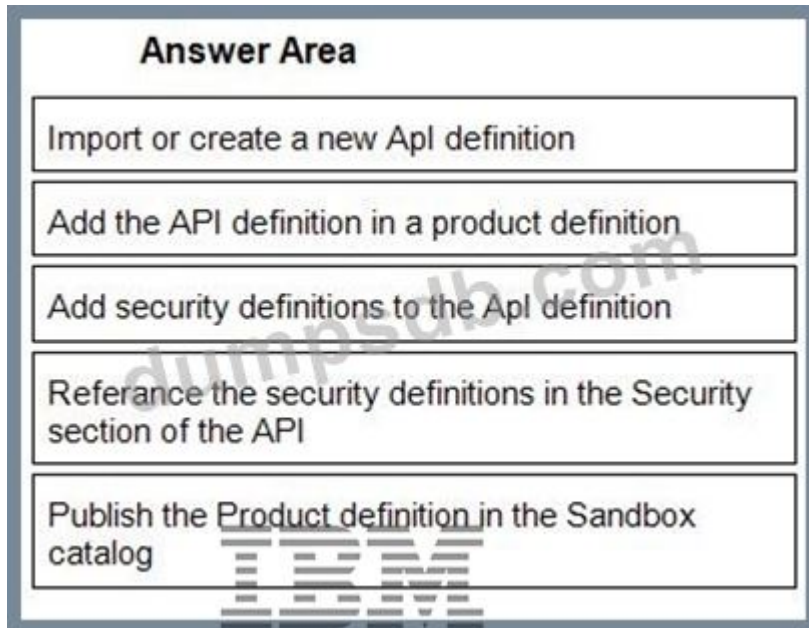 Answer Area
Import or create a new ApI definition
Add the API definition in a product definition
Add security definitions to the ApI definition
Referance the security definitions in the Security
section of the API
Publish the Product definition in the Sandbox
catalog
dumpsdb.com
IBM